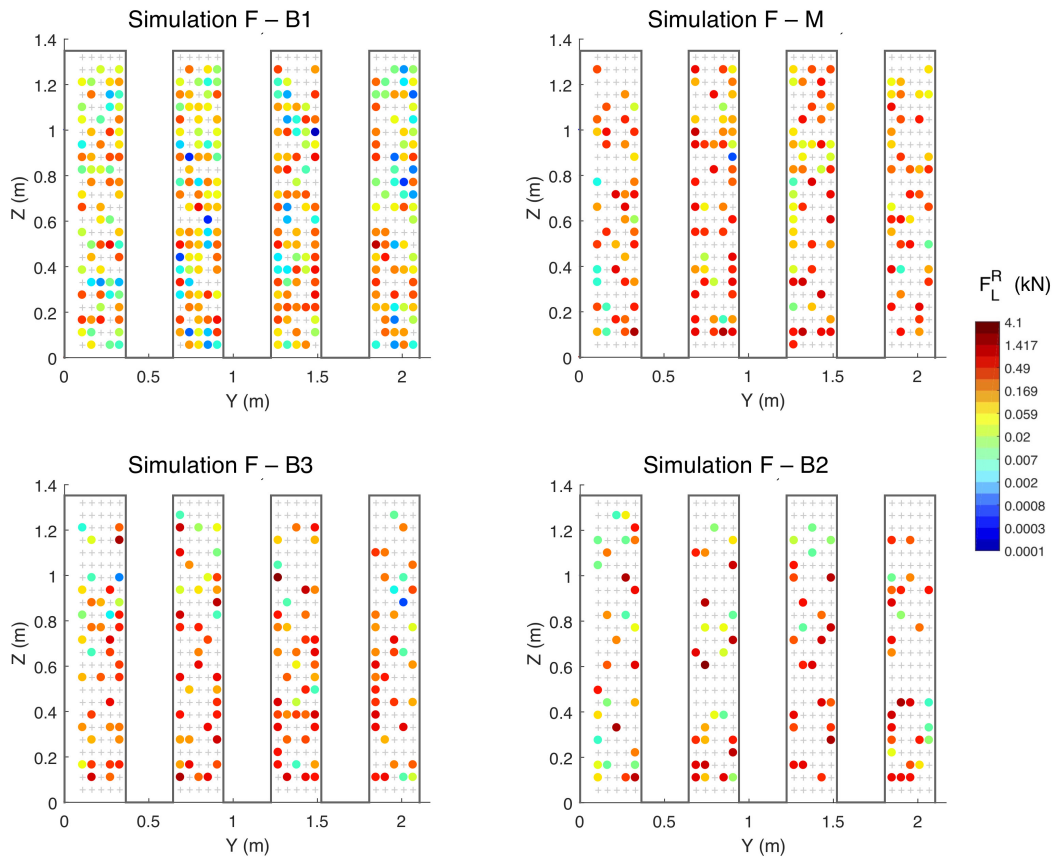 Simulation F – B1
1.4
1.2
1
0.8
0.6
0.4
0.2
0
Z (m)
0 0.5 1 1.5 2
Y (m)
Simulation F – M
1.4
1.2
1
0.8
0.6
0.4
0.2
0
Z (m)
0 0.5 1 1.5 2
Y (m)
F_L^R (kN)
4.1
1.417
0.49
0.169
0.059
0.02
0.007
0.002
0.0008
0.0003
0.0001
Simulation F – B3
1.4
1.2
1
0.8
0.6
0.4
0.2
0
Z (m)
0 0.5 1 1.5 2
Y (m)
Simulation F – B2
1.4
1.2
1
0.8
0.6
0.4
0.2
0
Z (m)
0 0.5 1 1.5 2
Y (m)